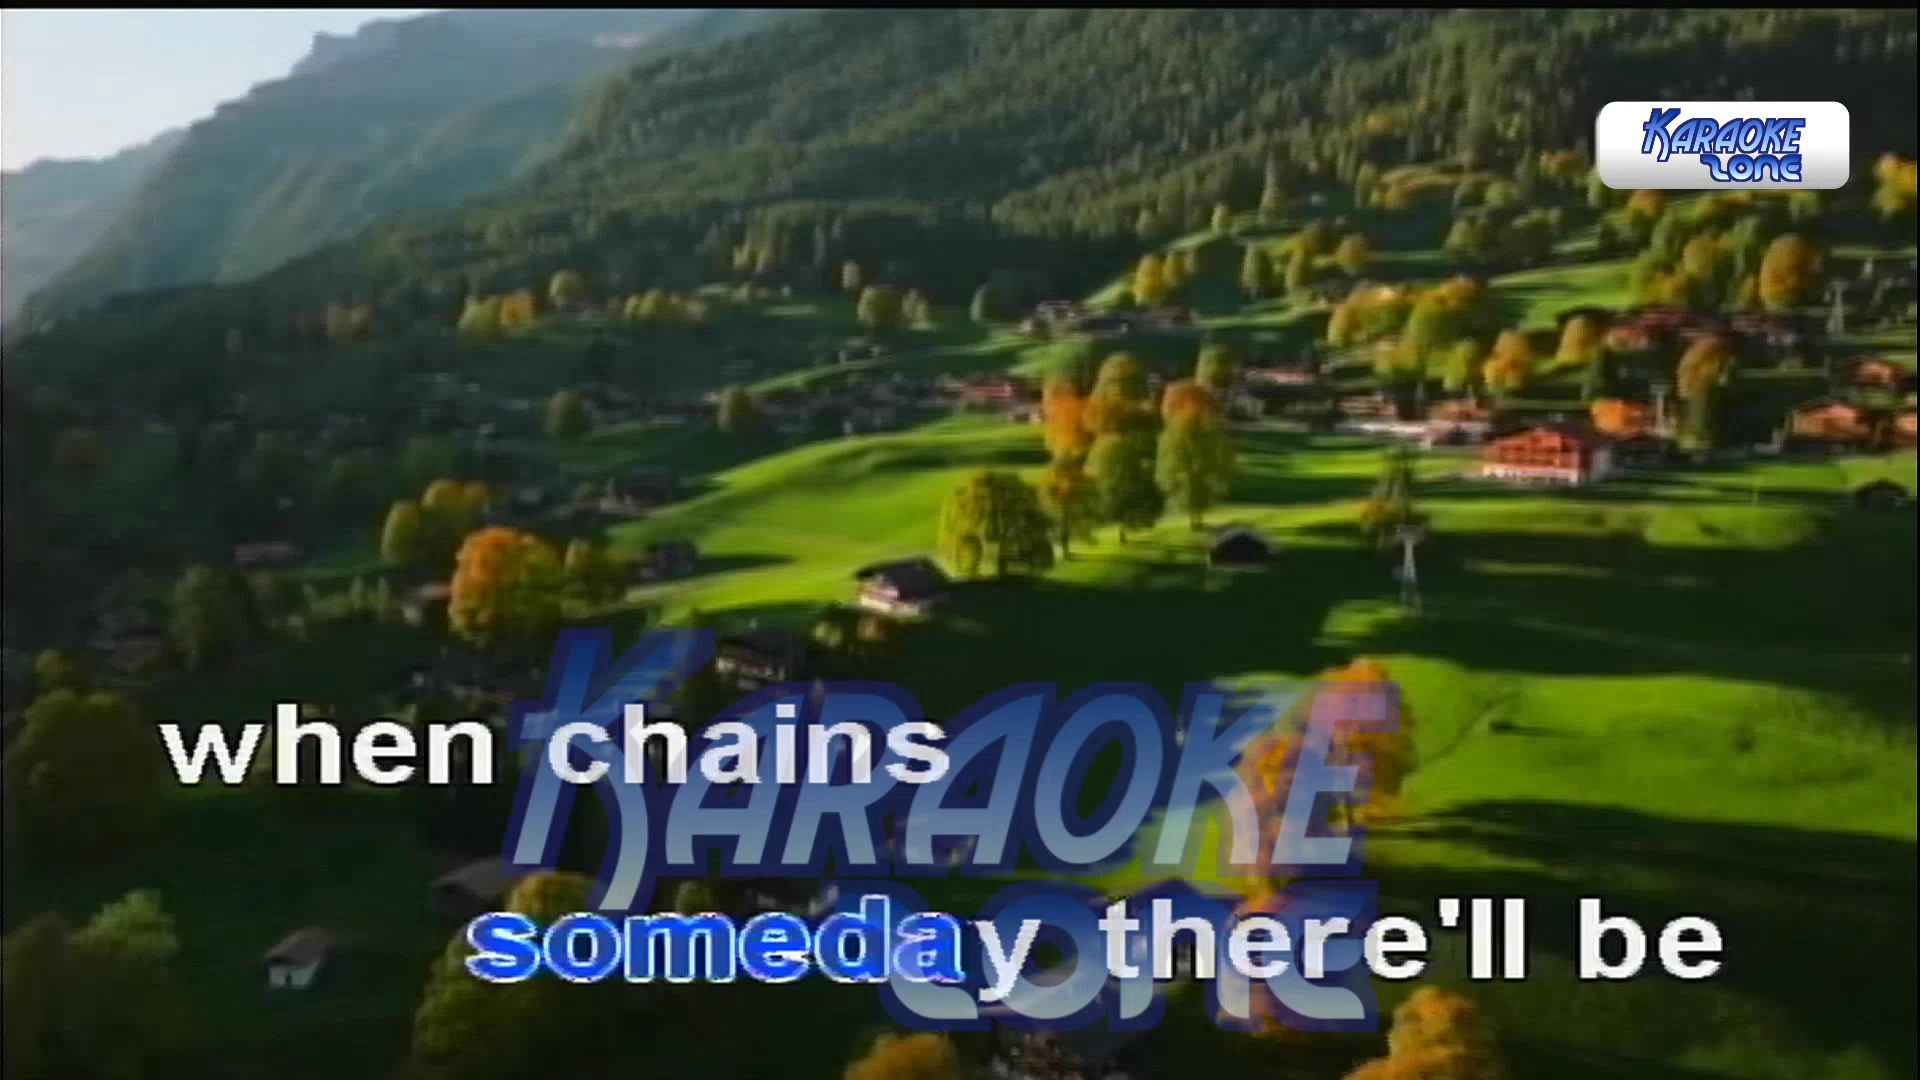 KARAOKE
ZONE
when chains
KARAOKE
someday there'll be
ZONE